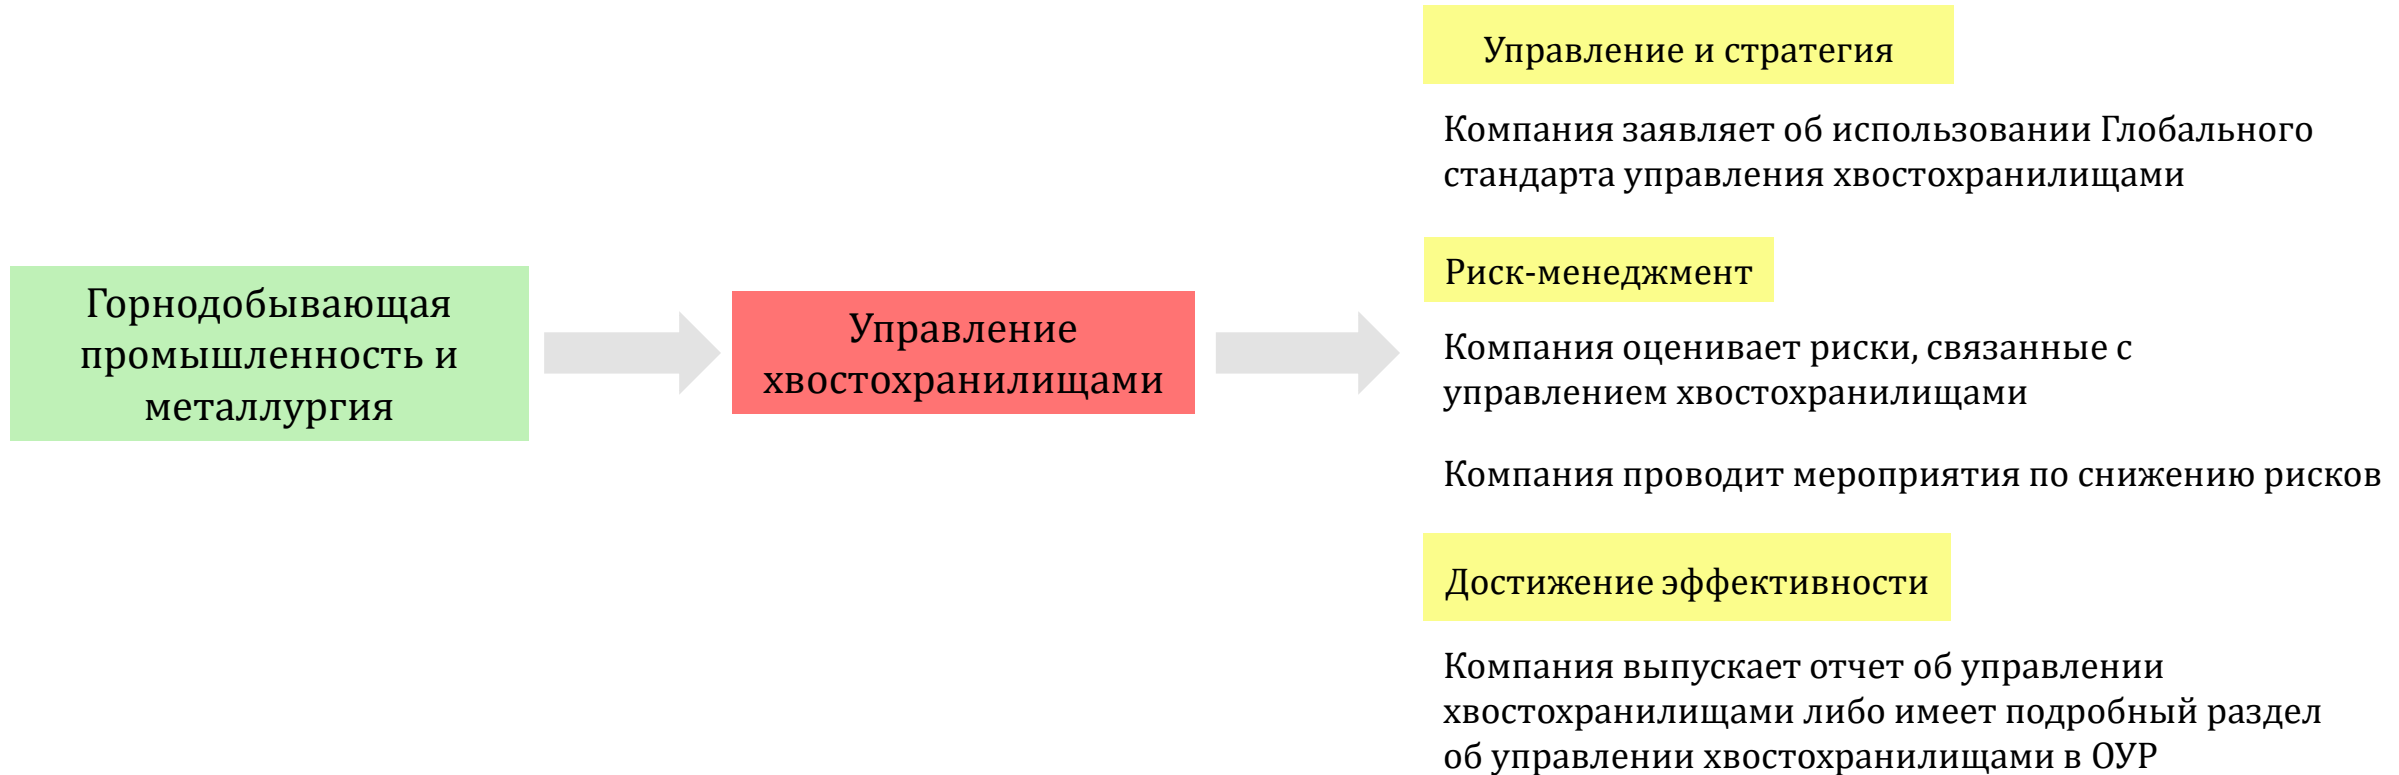 Горнодобывающая
промышленность и
металлургия
Управление
хвостохранилищами
Управление и стратегия
Компания заявляет об использовании Глобального
стандарта управления хвостохранилищами
Риск-менеджмент
Компания оценивает риски, связанные с
управлением хвостохранилищами
Компания проводит мероприятия по снижению рисков
Достижение эффективности
Компания выпускает отчет об управлении
хвостохранилищами либо имеет подробный раздел
об управлении хвостохранилищами в ОУР